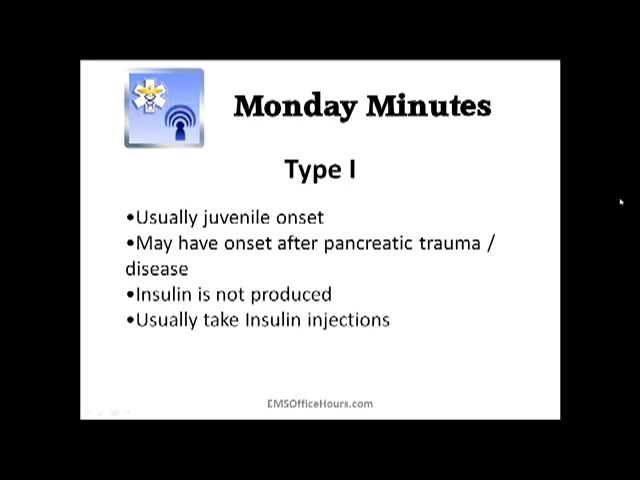 Monday Minutes
Type I
•Usually juvenile onset
•May have onset after pancreatic trauma /
disease
•Insulin is not produced
•Usually take Insulin injections
EMSOfficeHours.com